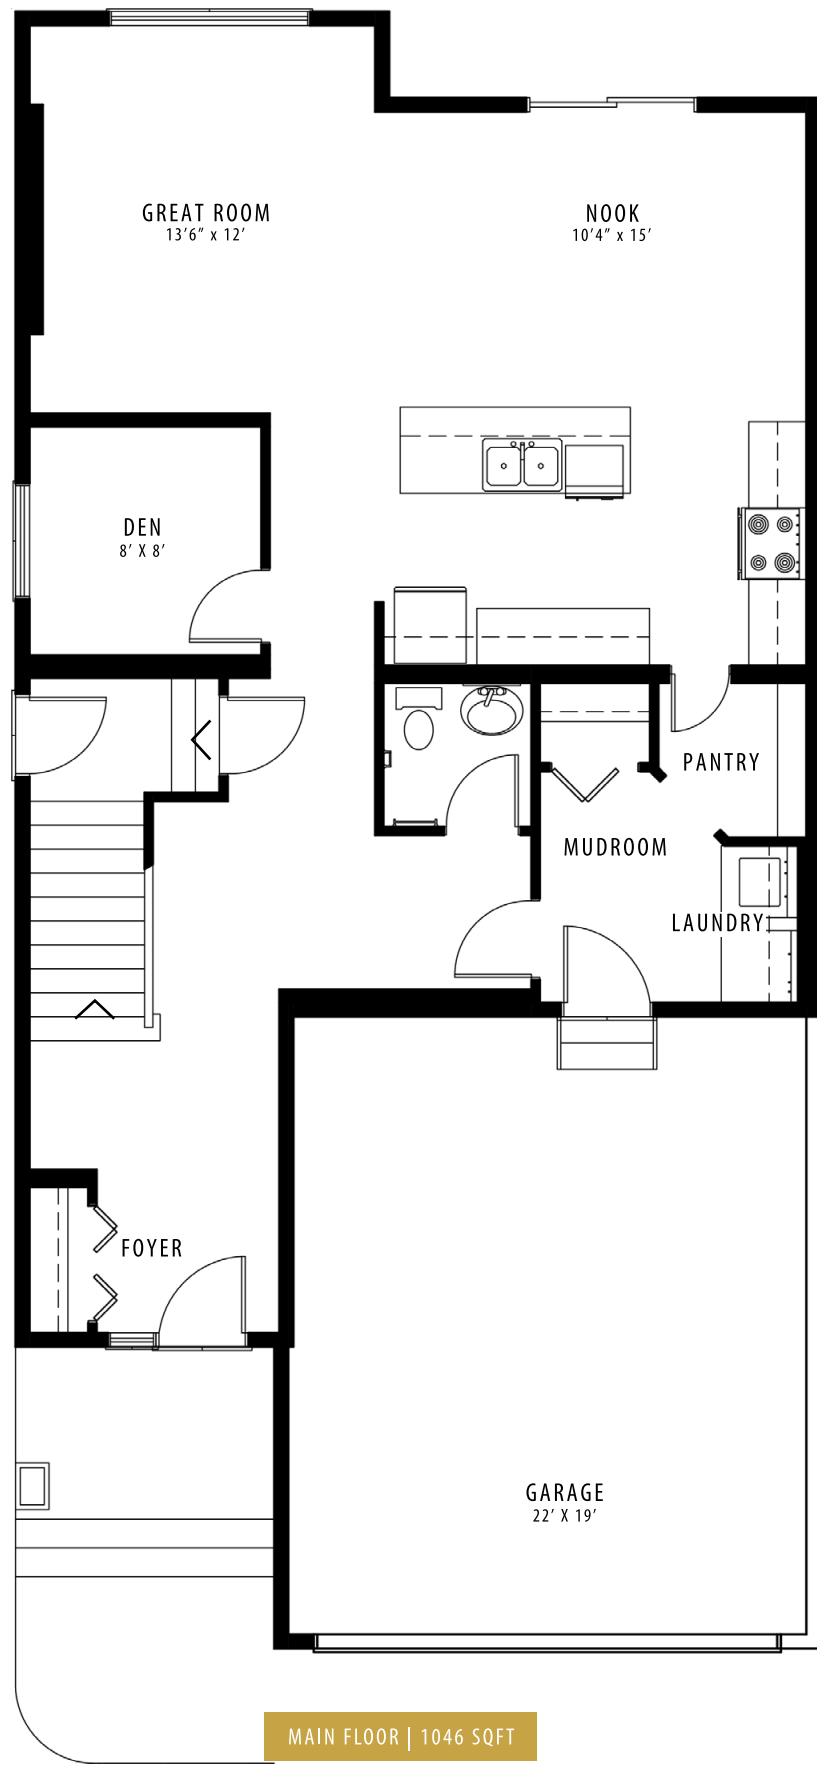 GREAT ROOM
13'6" x 12'
NOOK
10'4" x 15'
DEN
8' X 8'
PANTRY
MUDROOM
LAUNDRY
FOYER
GARAGE
22' X 19'
MAIN FLOOR | 1046 SQFT